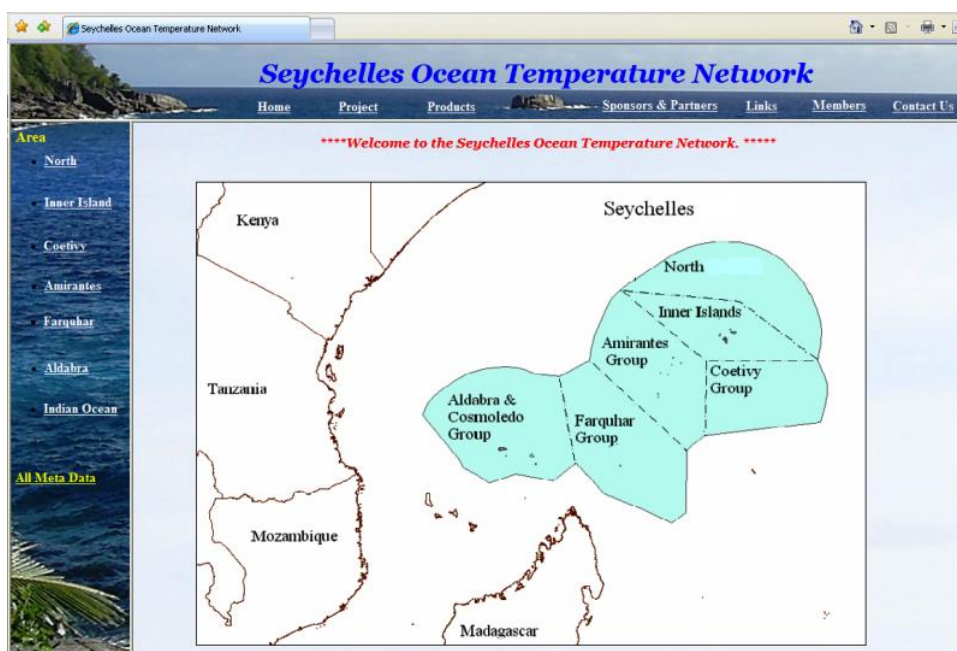 Seychelles Ocean Temperature Network
Seychelles Ocean Temperature Network
Home Project Products Sponsors & Partners Links Members Contact Us
Area
North
Inner Island
Coetivy
Amirantes
Farquhar
Aldabra
Indian Ocean
All Meta Data
****Welcome to the Seychelles Ocean Temperature Network. *****
Seychelles
Kenya
North
Inner Islands
Amirantes
Group
Coetivy
Group
Tanzania
Aldabra &
Cosmoledo
Group
Farquhar
Group
Mozambique
Madagascar